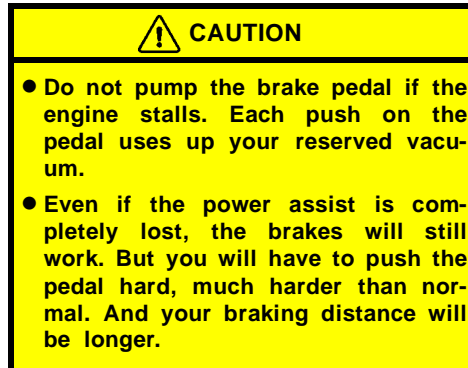 CAUTION
● Do not pump the brake pedal if the
engine stalls. Each push on the
pedal uses up your reserved vacu-
um.
● Even if the power assist is com-
pletely lost, the brakes will still
work. But you will have to push the
pedal hard, much harder than nor-
mal. And your braking distance will
be longer.